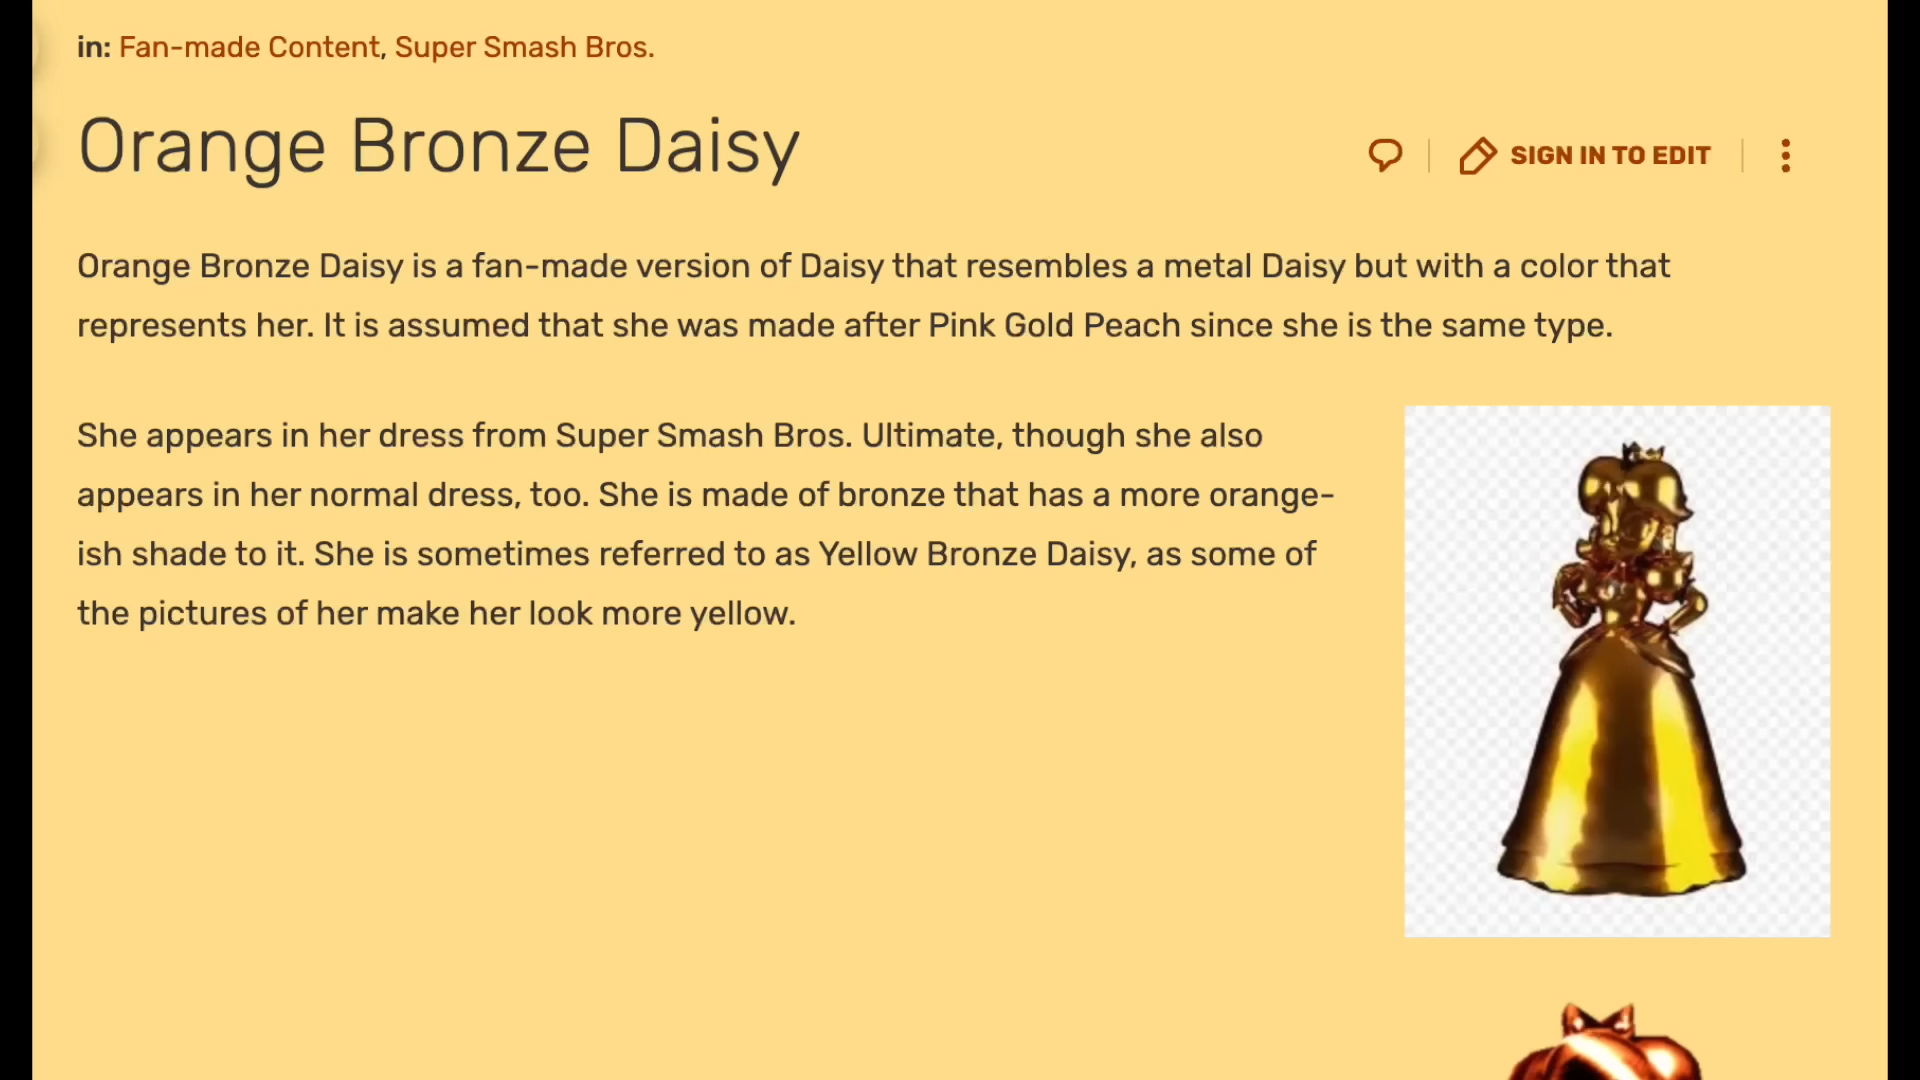 in: Fan-made Content, Super Smash Bros.
Orange Bronze Daisy
SIGN IN TO EDIT
Orange Bronze Daisy is a fan-made version of Daisy that resembles a metal Daisy but with a color that
represents her. It is assumed that she was made after Pink Gold Peach since she is the same type.
She appears in her dress from Super Smash Bros. Ultimate, though she also
appears in her normal dress, too. She is made of bronze that has a more orange-
ish shade to it. She is sometimes referred to as Yellow Bronze Daisy, as some of
the pictures of her make her look more yellow.